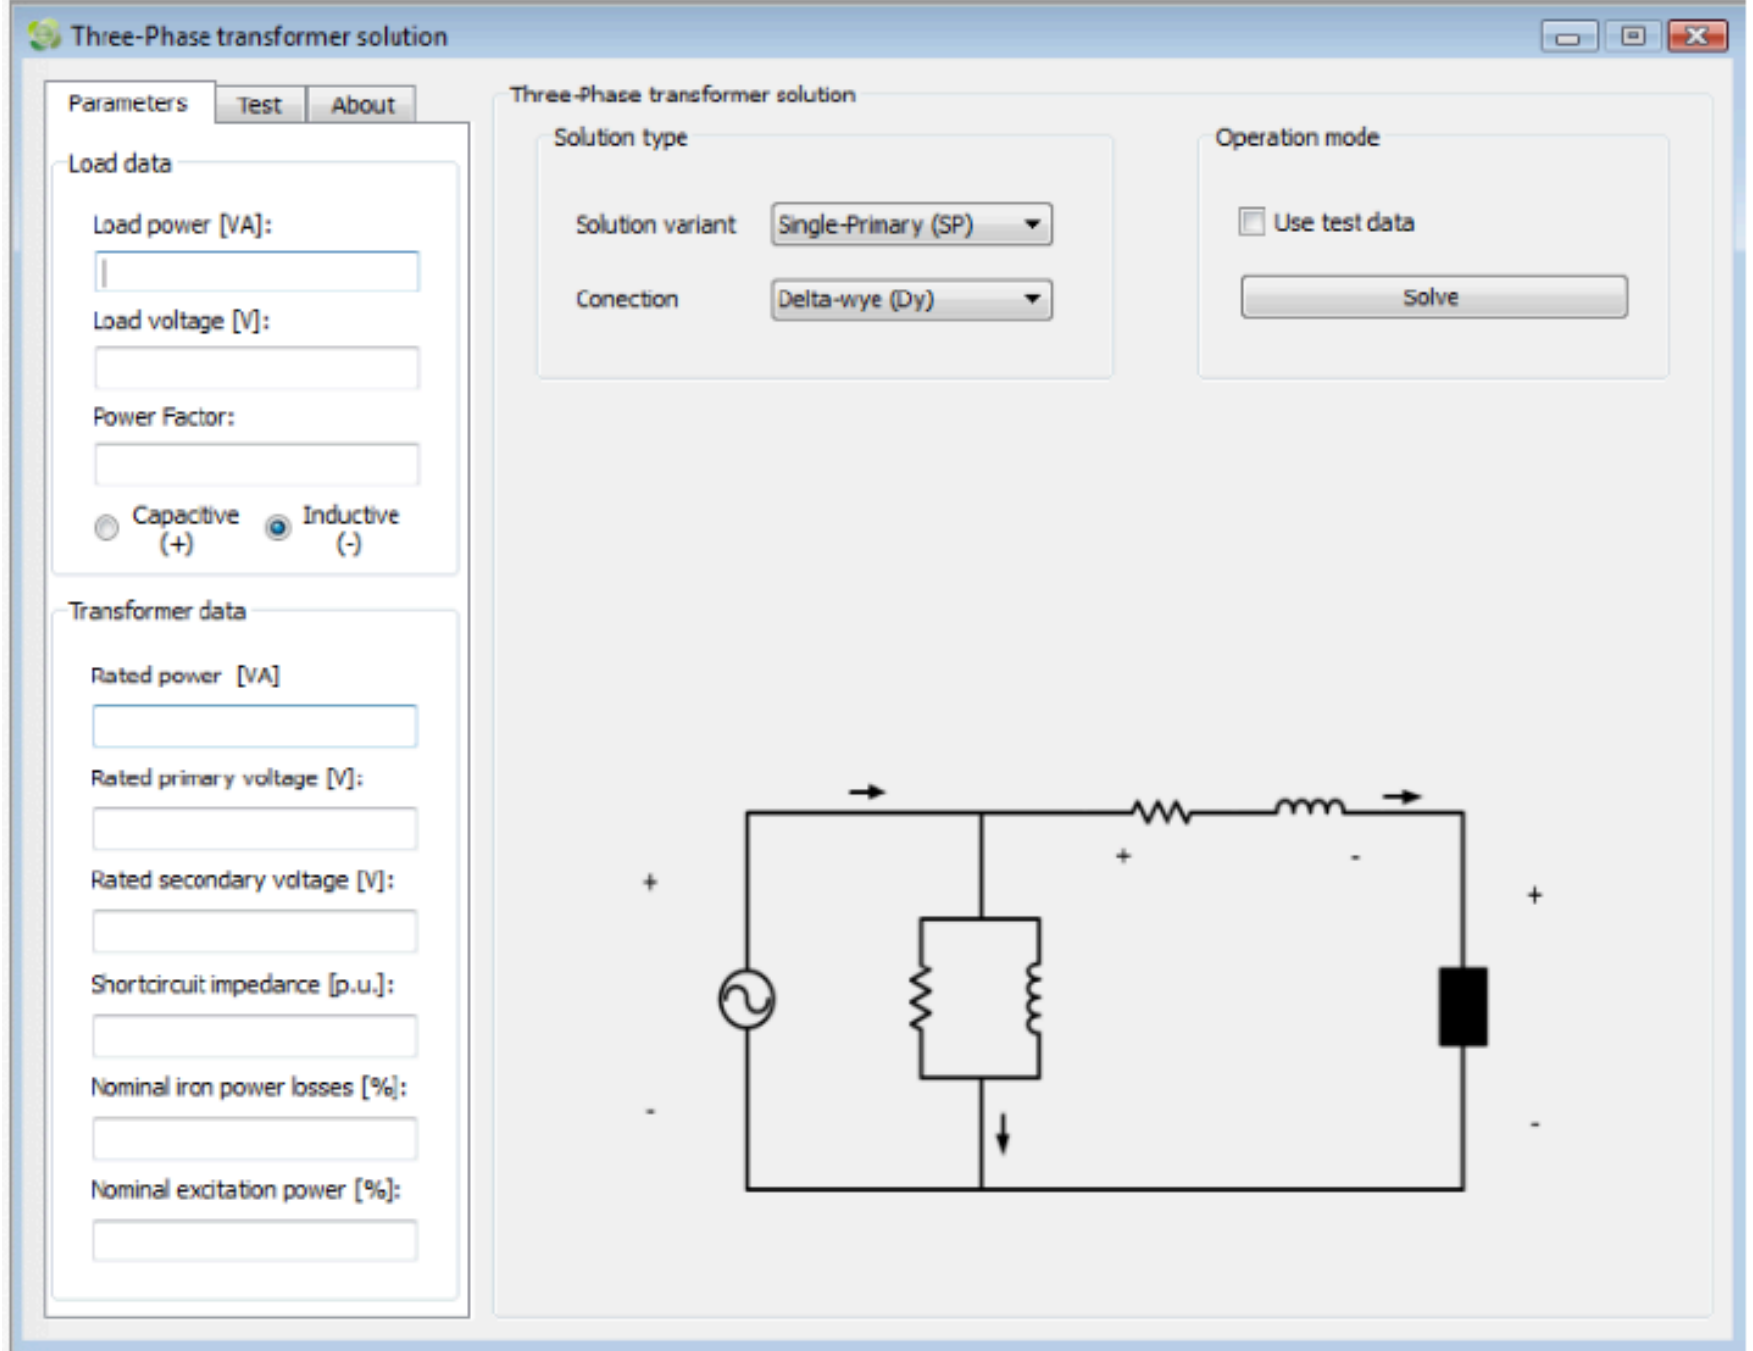 Three-Phase transformer solution
Parameters
Test
About
Load data
Load power [VA]:
Load voltage [V]:
Power Factor:
Capacitive
(+)
Inductive
(-)
Transformer data
Rated power [VA]
Rated primary voltage [V]:
Rated secondary voltage [V]:
Shortcircuit impedance [p.u.]:
Nominal iron power losses [%]:
Nominal excitation power [%]:
Three-Phase transformer solution
Solution type
Solution variant
Single-Primary (SP)
Conection
Delta-wye (Dy)
Operation mode
Use test data
Solve
+ -
+
+
-
-